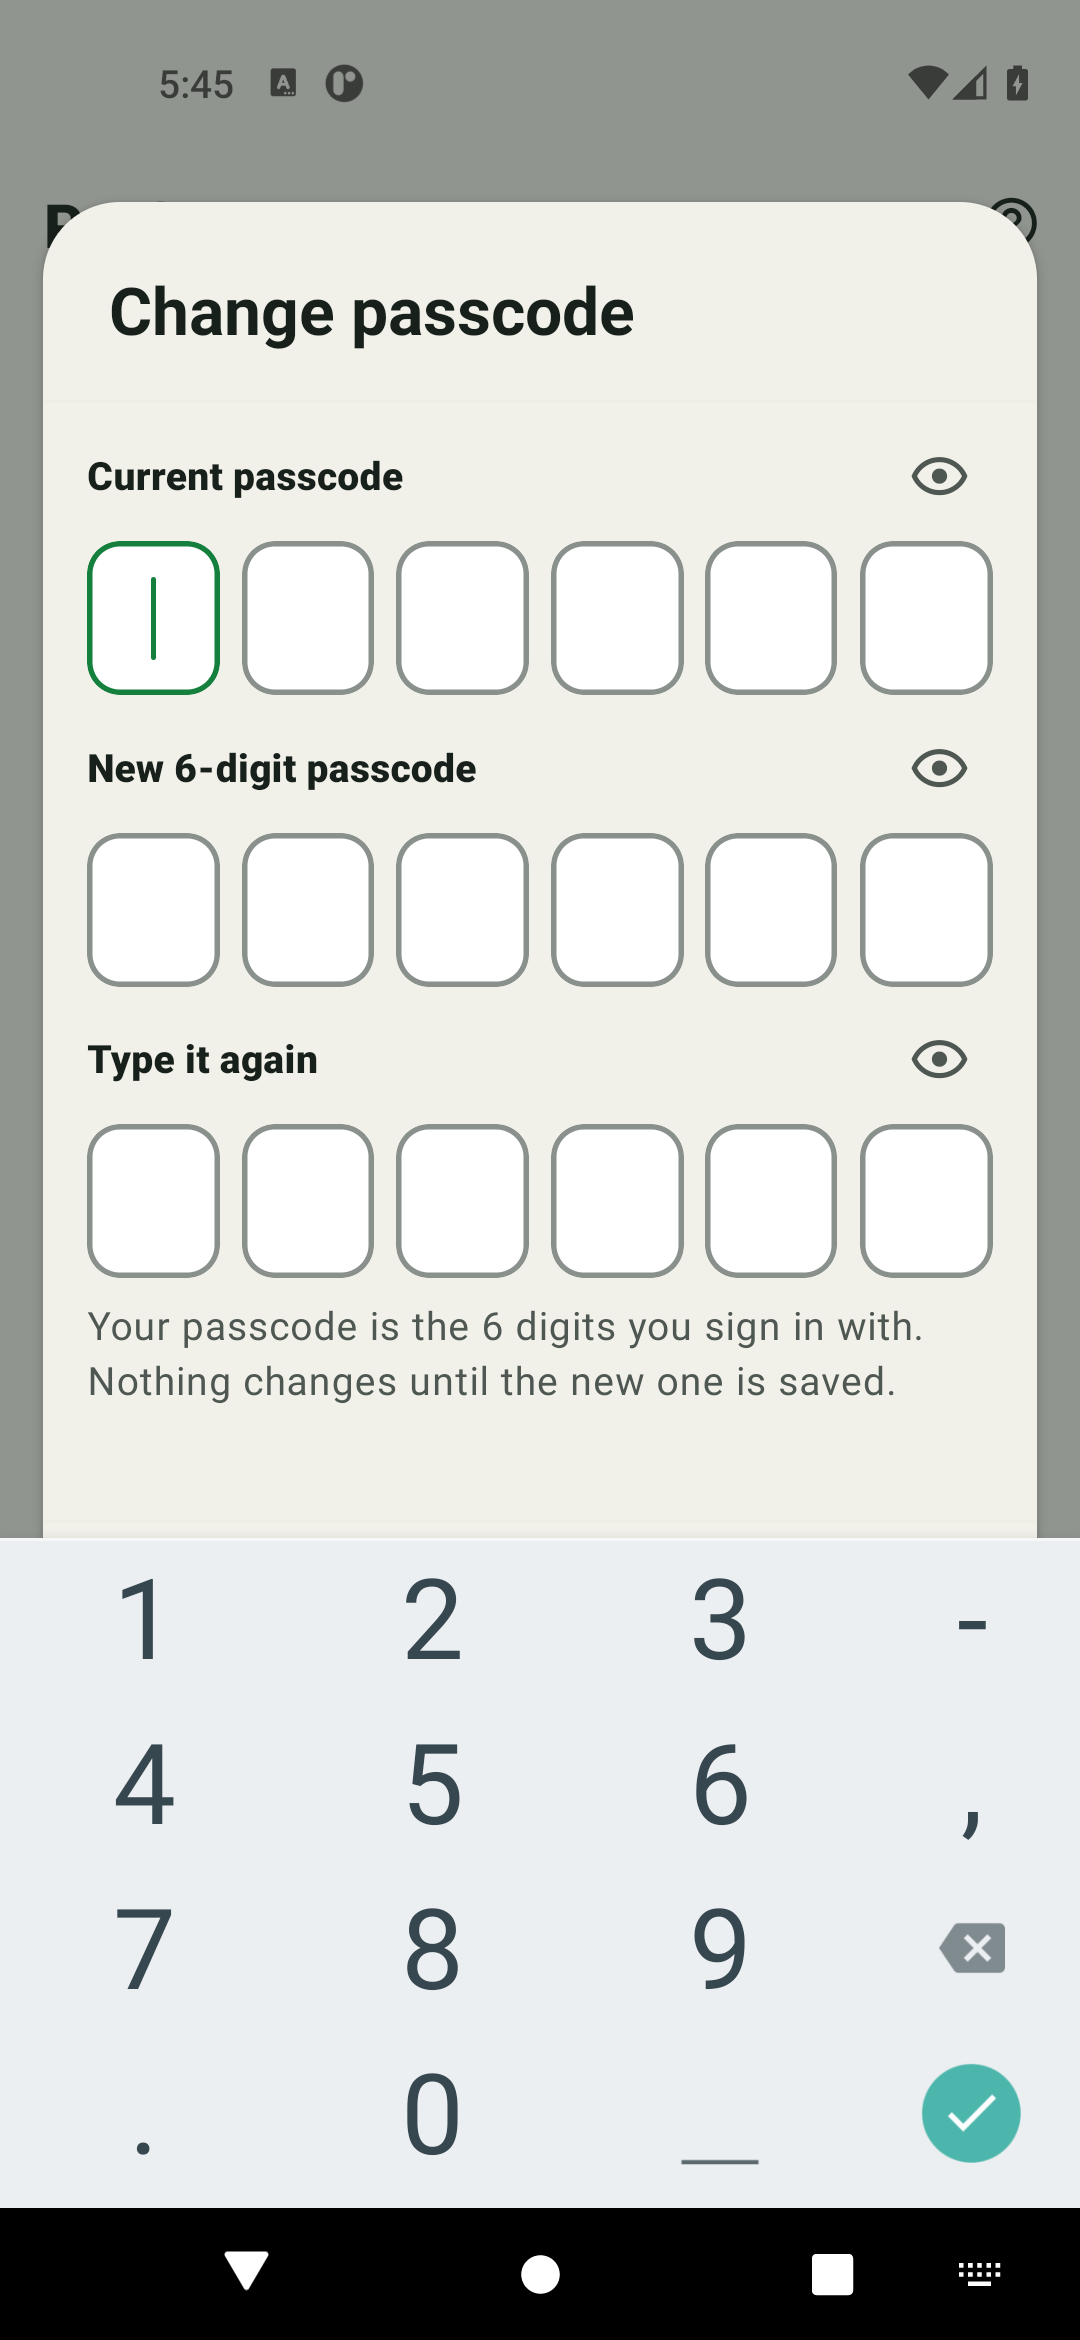 5:45
Change passcode
Current passcode
New 6-digit passcode
Type it again
Your passcode is the 6 digits you sign in with.
Nothing changes until the new one is saved.
1 2 3 -
4 5 6 ,
7 8 9
. 0